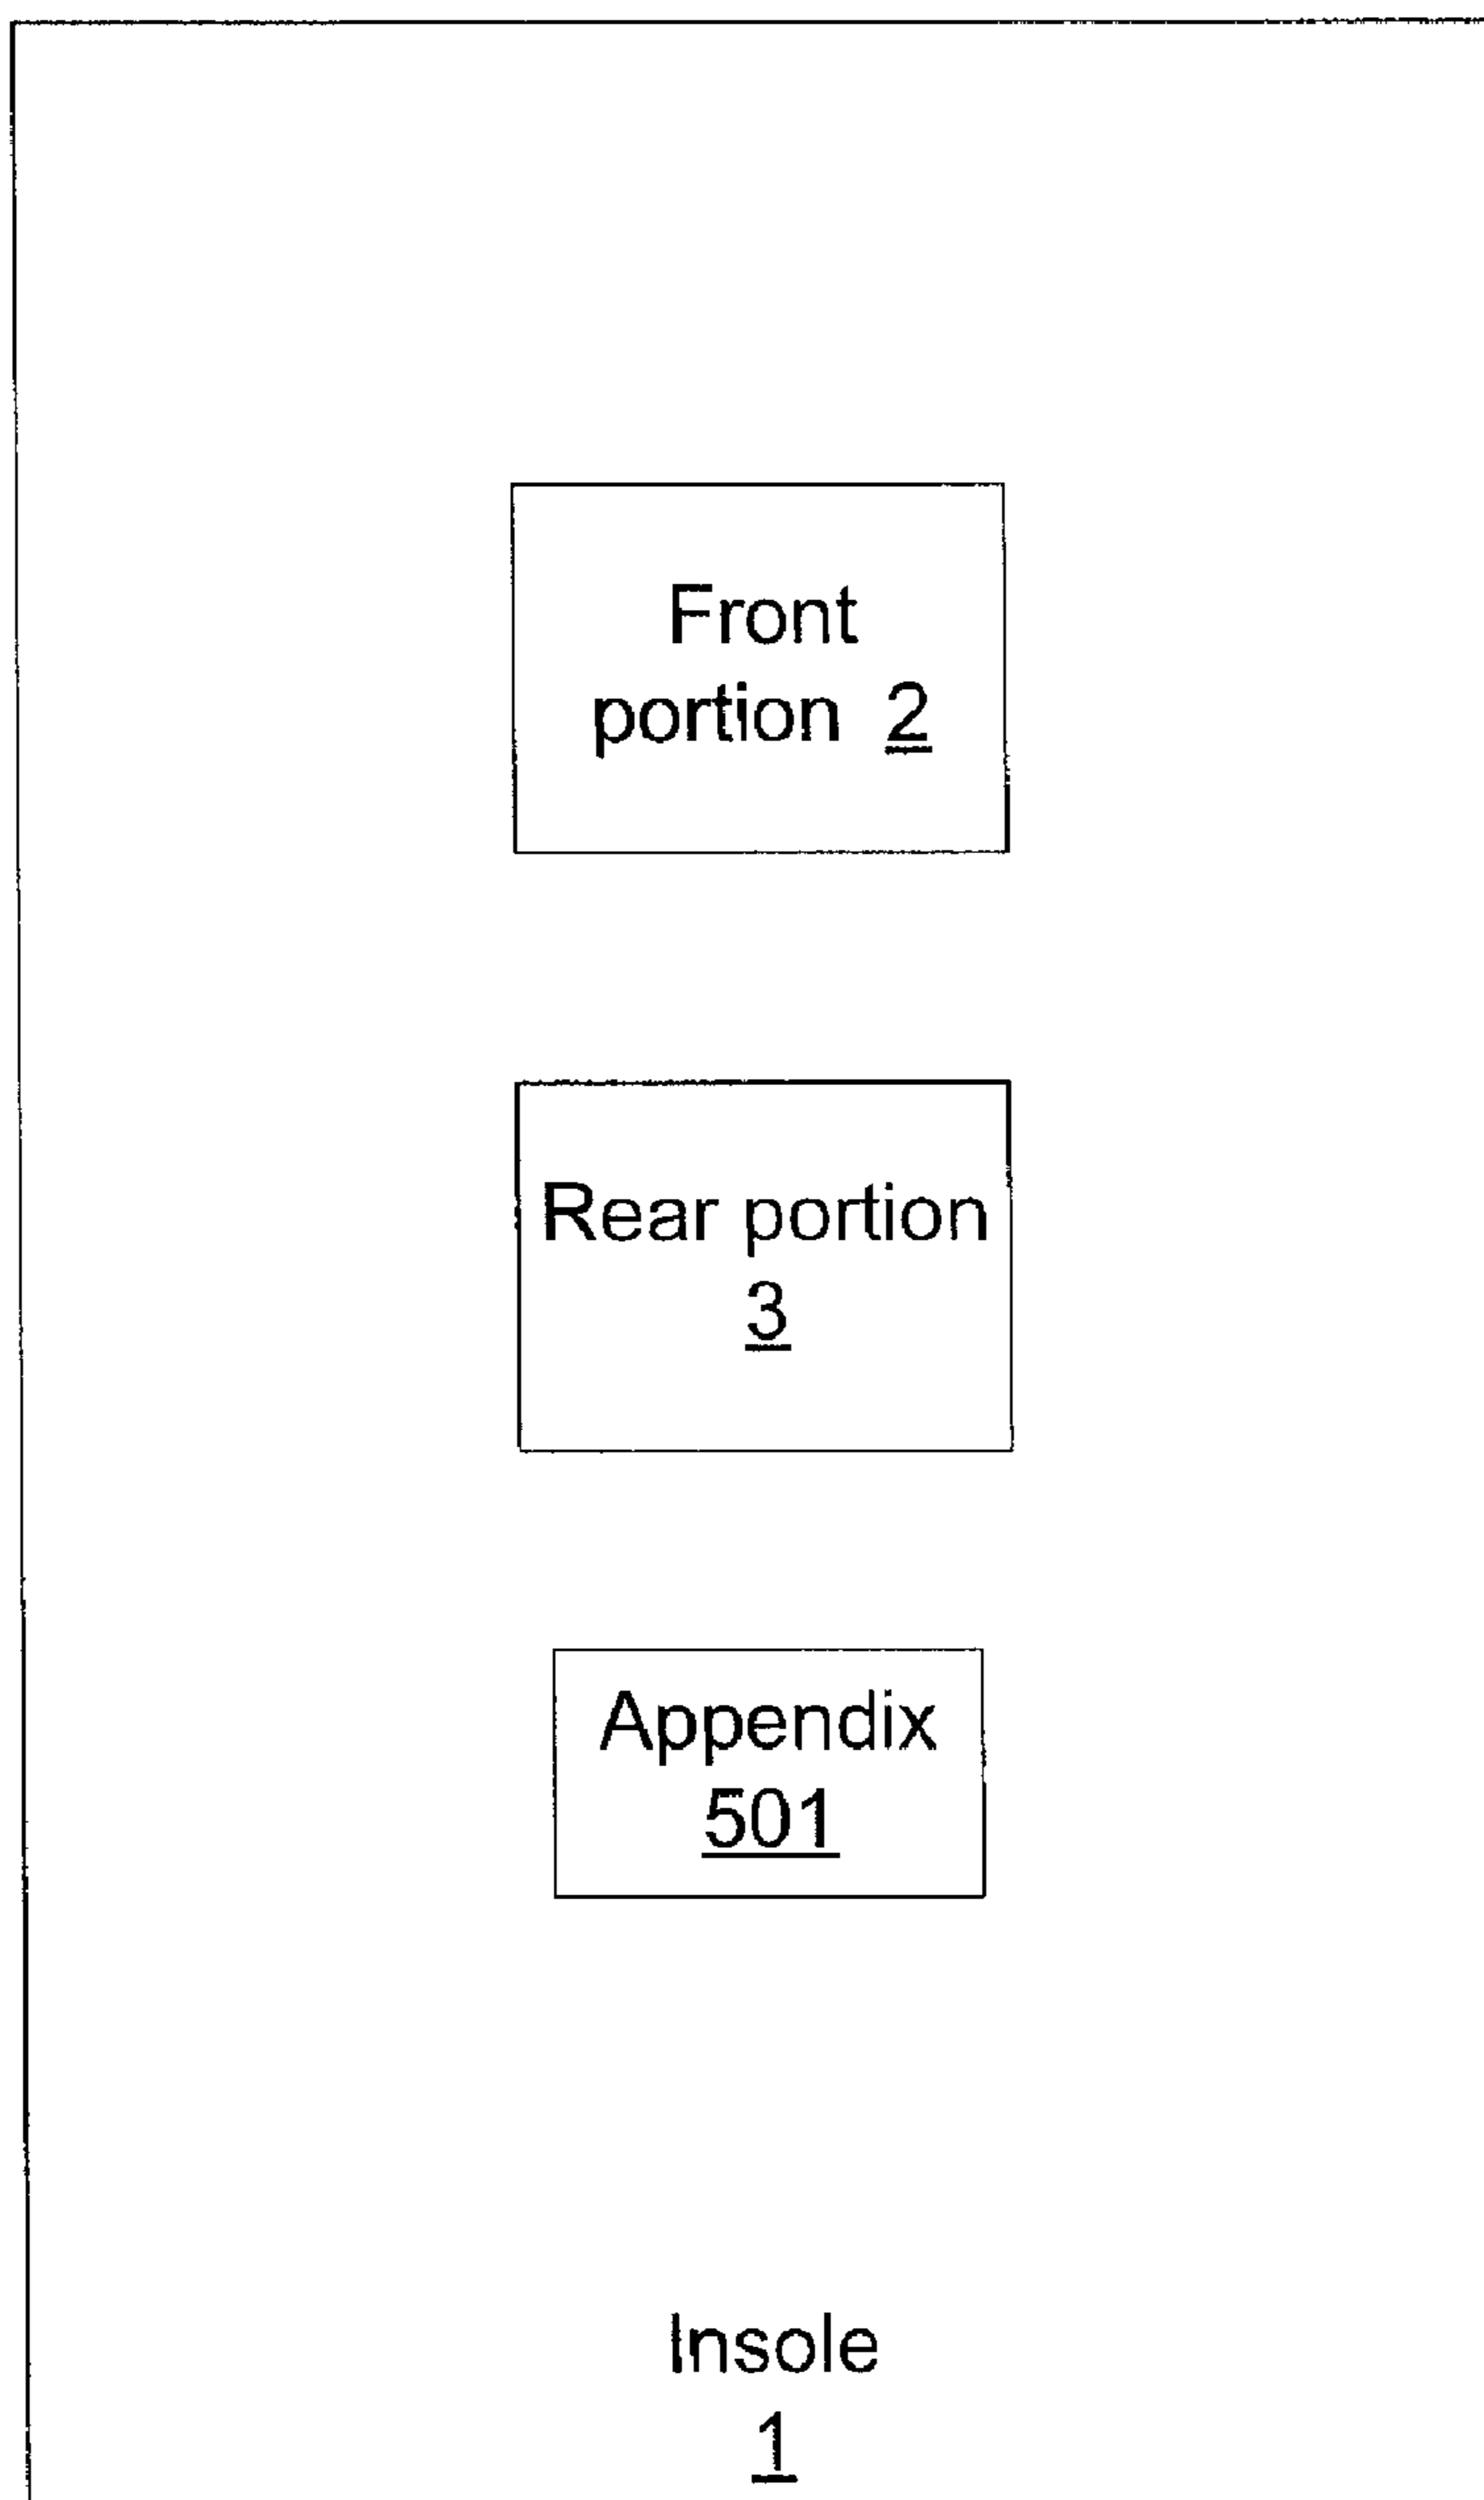 Front
portion 2
Rear portion
3
Appendix
501
Insole
1